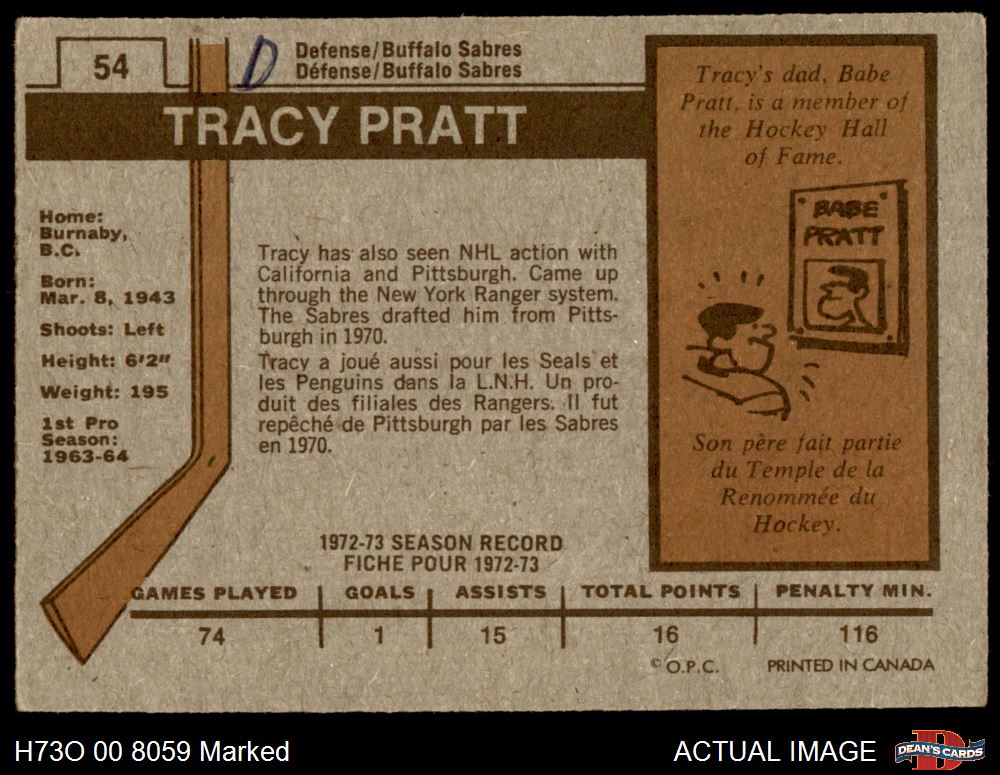 54
D
Defense/Buffalo Sabres
Défense/Buffalo Sabres
TRACY PRATT
Home:
Burnaby,
B.C.
Born:
Mar. 8, 1943
Shoots: Left
Height: 6'2"
Weight: 195
1st Pro
Season:
1963-64
Tracy has also seen NHL action with
California and Pittsburgh. Came up
through the New York Ranger system.
The Sabres drafted him from Pitts-
burgh in 1970.
Tracy a joué aussi pour les Seals et
les Penguins dans la L.N.H. Un pro-
duit des filiales des Rangers. Il fut
repêché de Pittsburgh par les Sabres
en 1970.
Tracy's dad, Babe
Pratt, is a member of
the Hockey Hall
of Fame.
BABE
PRATT
Son père fait partie
du Temple de la
Renommée du
Hockey.
1972-73 SEASON RECORD
FICHE POUR 1972-73
GAMES PLAYED GOALS ASSISTS TOTAL POINTS PENALTY MIN.
74 1 15 16 116
© O.P.C. PRINTED IN CANADA
H73O 00 8059 Marked
ACTUAL IMAGE
D
DEAN'S CARDS